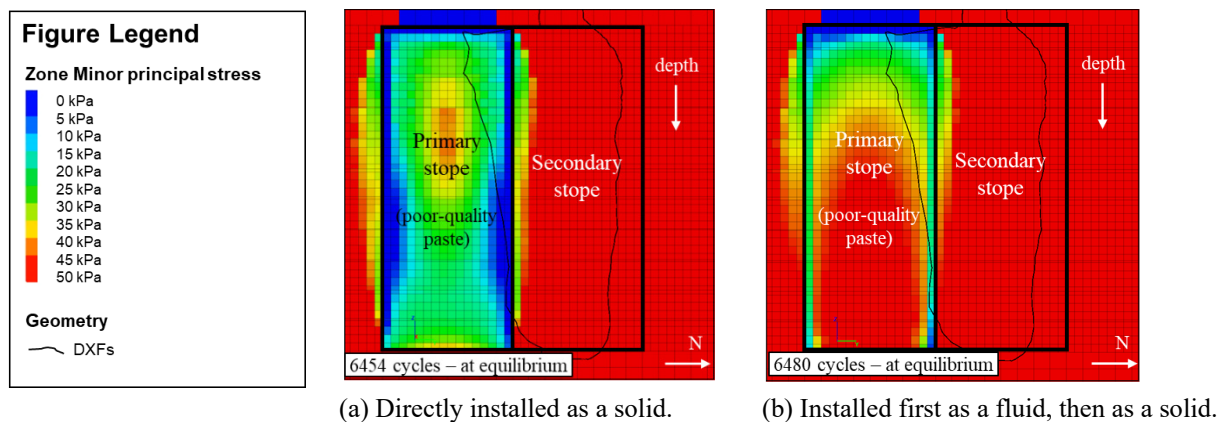 Figure Legend
Zone Minor principal stress
0 kPa
5 kPa
10 kPa
15 kPa
20 kPa
25 kPa
30 kPa
35 kPa
40 kPa
45 kPa
50 kPa
Geometry
DXFs
depth
Primary
stope
(poor-quality
paste)
Secondary
stope
N
6454 cycles – at equilibrium
(a) Directly installed as a solid.
depth
Primary
stope
(poor-quality
paste)
Secondary
stope
N
6480 cycles – at equilibrium
(b) Installed first as a fluid, then as a solid.